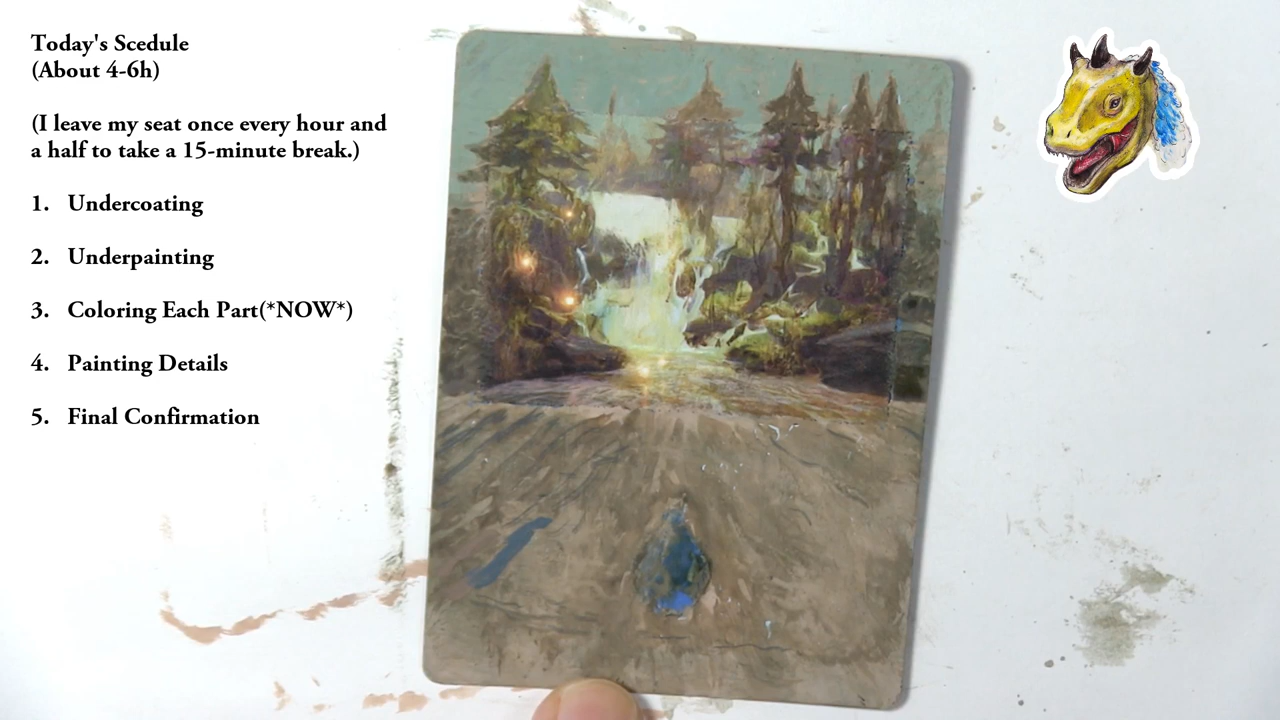 Today's Scedule
(About 4-6h)
(I leave my seat once every hour and
a half to take a 15-minute break.)
1. Undercoating
2. Underpainting
3. Coloring Each Part(*NOW*)
4. Painting Details
5. Final Confirmation